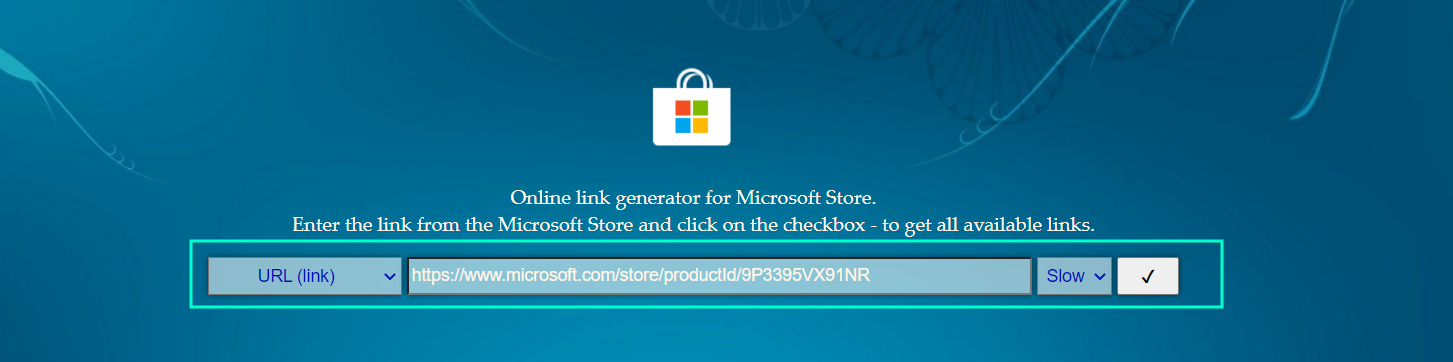 Online link generator for Microsoft Store.
Enter the link from the Microsoft Store and click on the checkbox - to get all available links.
URL (link) https://www.microsoft.com/store/productId/9P3395VX91NR Slow ✓